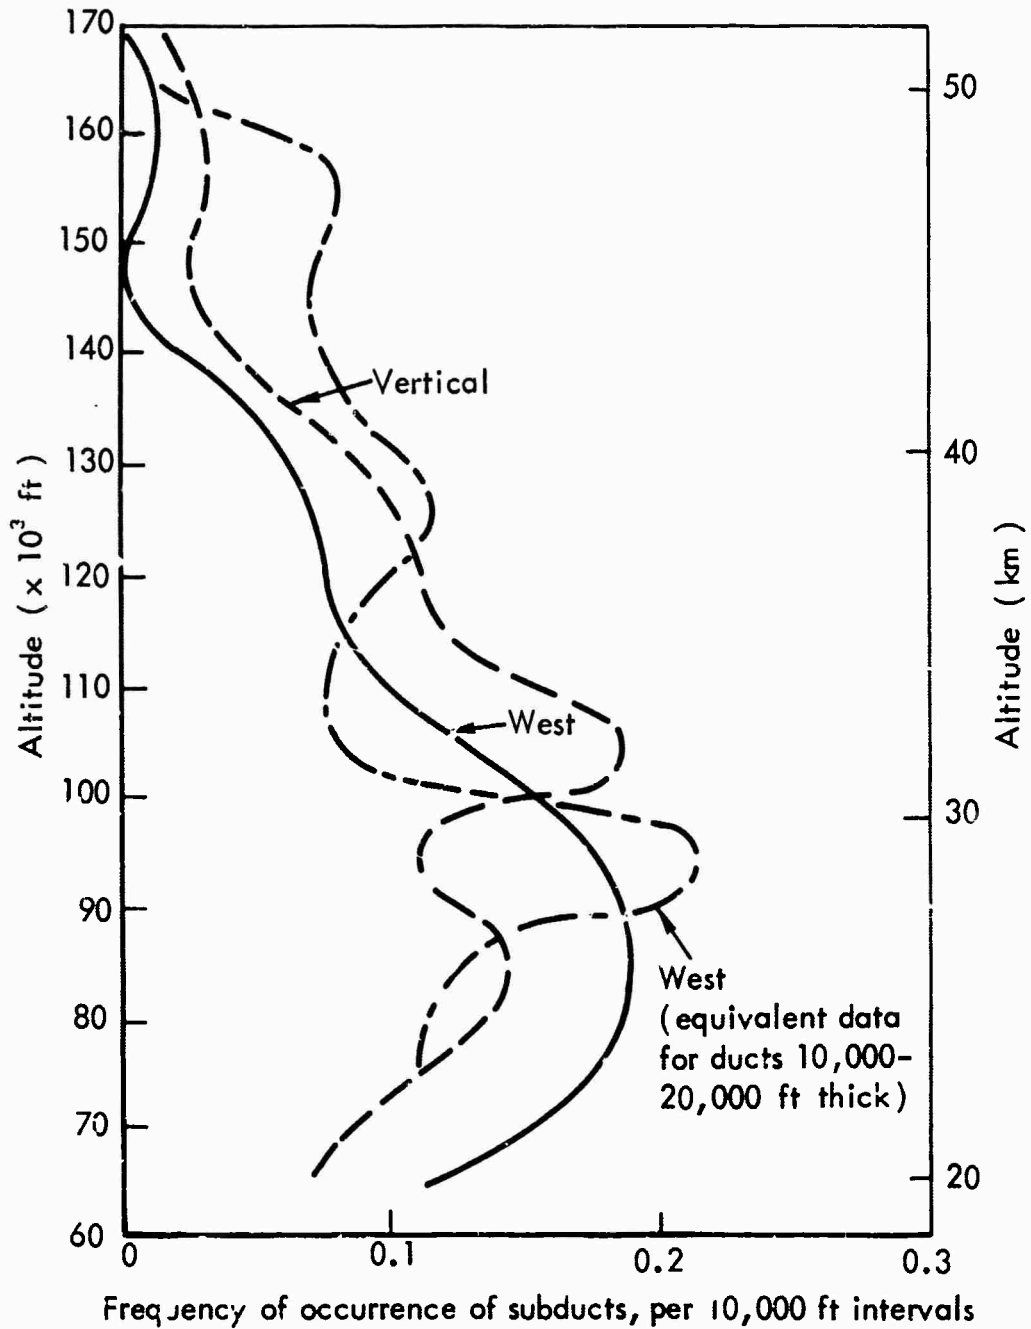 170
160
150
140
130
120
110
100
90
80
70
60
Altitude (x 10³ ft)
50
40
30
20
Altitude (km)
Vertical
West
West
(equivalent data
for ducts 10,000-
20,000 ft thick)
0
0.1
0.2
0.3
Frequency of occurrence of subducts, per 10,000 ft intervals